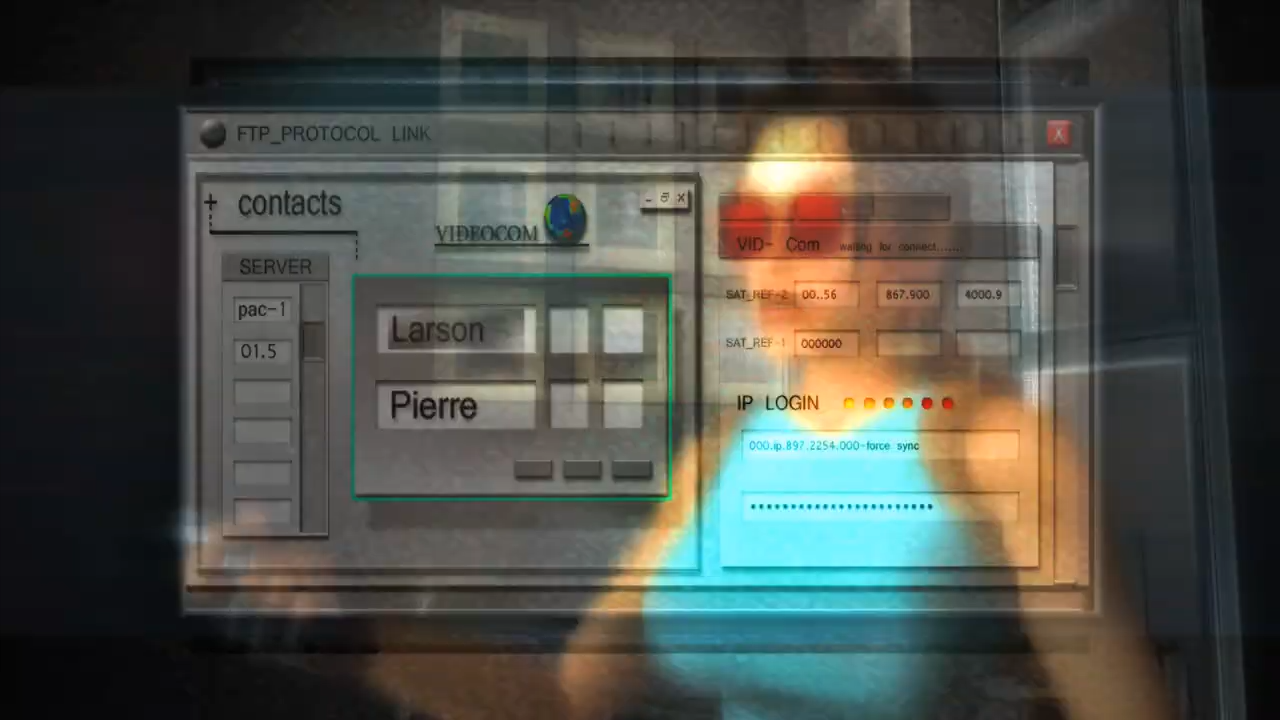 FTP_PROTOCOL LINK
X
+ contacts
VIDEOCOM
SERVER
pac-1
01.5
Larson
Pierre
VID- Com waiting for connect.......
SAT_REF-2 00..56 867.900 4000.9
SAT_REF-1 000000
IP LOGIN
000.ip.897.2254.000-force sync